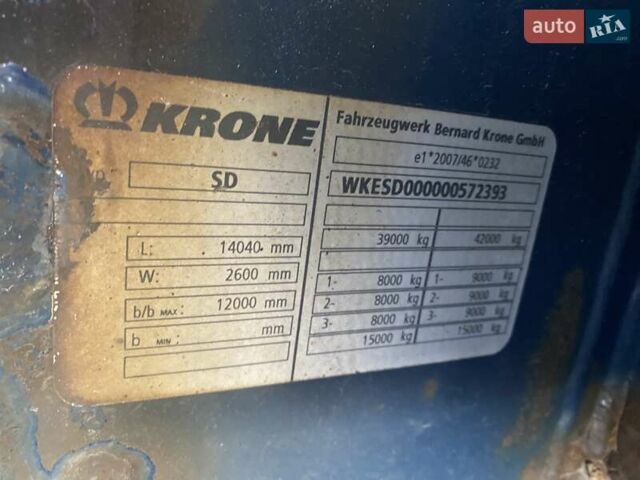 auto RIA .com
KRONE
SD
L: 14040 mm
W: 2600 mm
b/b MAX: 12000 mm
b MIN: mm
Fahrzeugwerk Bernard Krone GmbH
e1*2007/46*0232
WKESD000000572393
39000 kg 42000 kg
1- 8000 kg 1- 9000 kg
2- 8000 kg 2- 9000 kg
3- 8000 kg 3- 9000 kg
15000 kg 15000 kg